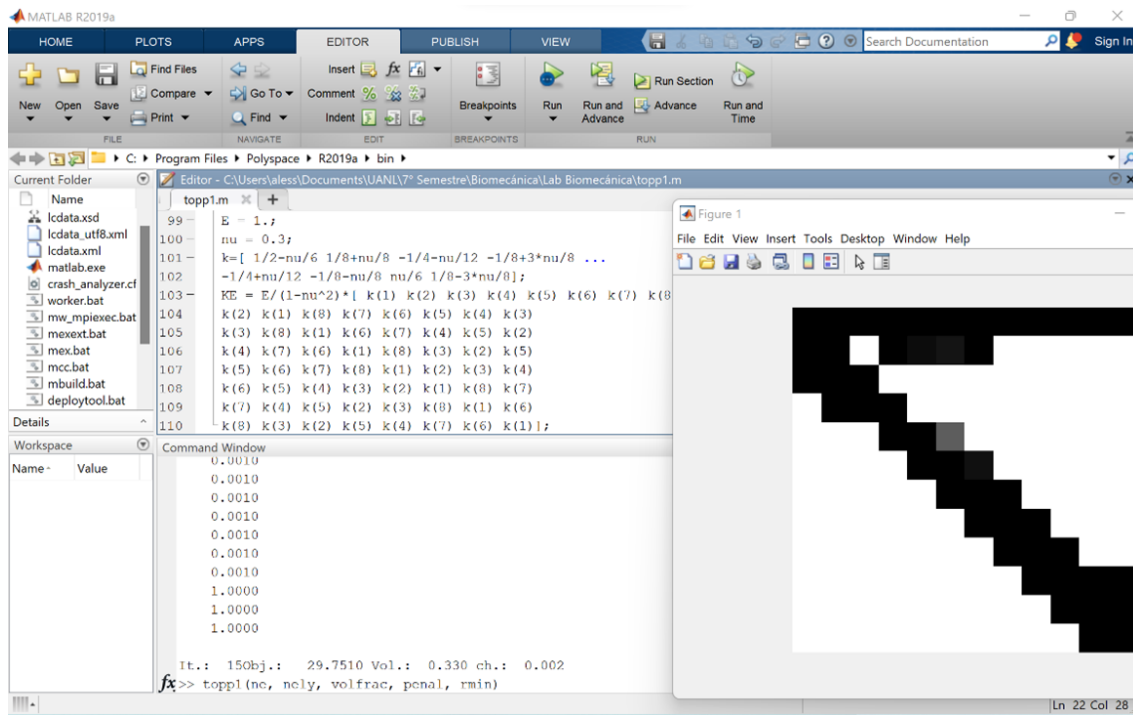 MATLAB R2019a
HOME PLOTS APPS EDITOR PUBLISH VIEW Search Documentation Sign In
Find Files Insert fx
New Open Save Compare Go To Comment Breakpoints Run Run and Advance Run Section Advance Run and Time
Print Find Indent
FILE NAVIGATE EDIT BREAKPOINTS RUN
C: Program Files Polyspace R2019a bin
Current Folder
Name
lcdata.xsd
lcdata_utf8.xml
lcdata.xml
matlab.exe
crash_analyzer.cf
worker.bat
mw_mpiexec.bat
mexext.bat
mex.bat
mcc.bat
mbuild.bat
deploytool.bat
Details
Workspace
Name Value
Editor - C:\Users\aless\Documents\UANL\7° Semestre\Biomecánica\Lab Biomecánica\topp1.m
topp1.m
99 E = 1.;
100 nu = 0.3;
101 k=[ 1/2-nu/6 1/8+nu/8 -1/4-nu/12 -1/8+3*nu/8 ...
102 -1/4+nu/12 -1/8-nu/8 nu/6 1/8-3*nu/8];
103 KE = E/(1-nu^2)*[ k(1) k(2) k(3) k(4) k(5) k(6) k(7) k(8
104 k(2) k(1) k(8) k(7) k(6) k(5) k(4) k(3)
105 k(3) k(8) k(1) k(6) k(7) k(4) k(5) k(2)
106 k(4) k(7) k(6) k(1) k(8) k(3) k(2) k(5)
107 k(5) k(6) k(7) k(8) k(1) k(2) k(3) k(4)
108 k(6) k(5) k(4) k(3) k(2) k(1) k(8) k(7)
109 k(7) k(4) k(5) k(2) k(3) k(8) k(1) k(6)
110 k(8) k(3) k(2) k(5) k(4) k(7) k(6) k(1)];
Command Window
0.0010
0.0010
0.0010
0.0010
0.0010
0.0010
0.0010
1.0000
1.0000
1.0000
It.: 15Obj.: 29.7510 Vol.: 0.330 ch.: 0.002
fx >> topp1(ne, nely, volfrac, penal, rmin)
Figure 1
File Edit View Insert Tools Desktop Window Help
Ln 22 Col 28